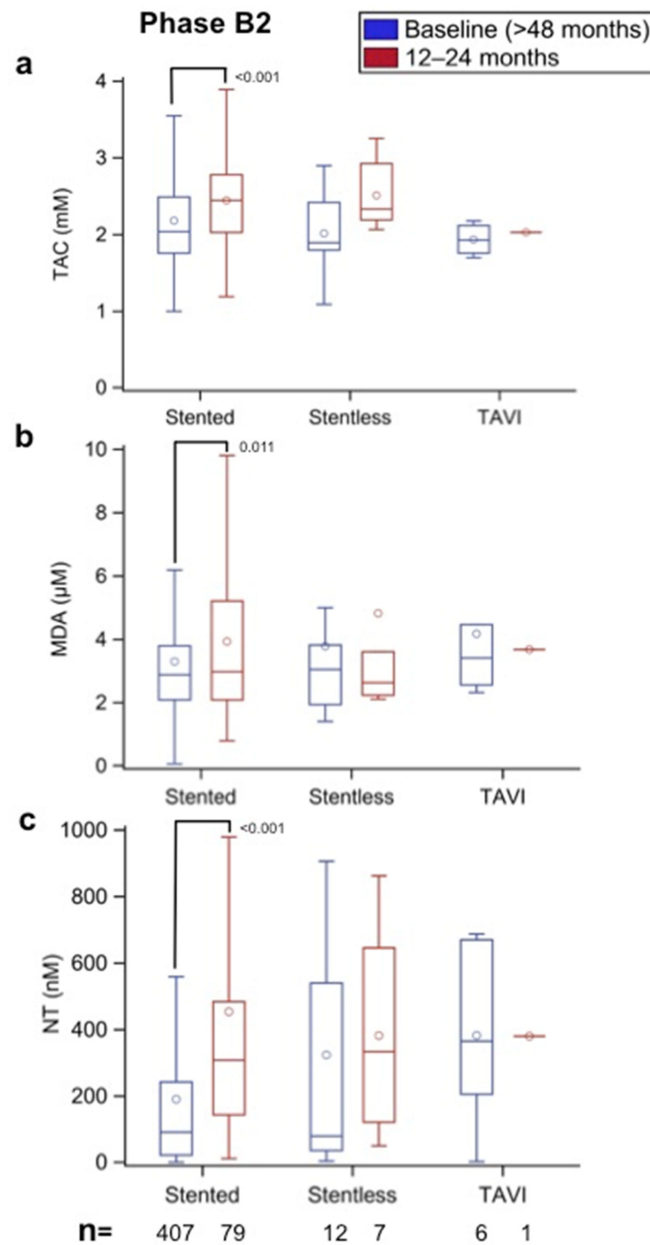 Phase B2
Baseline (>48 months)
12–24 months
a
<0.001
4
3
2
1
0
TAC (mM)
Stented Stentless TAVI
b
0.011
10
8
6
4
2
0
MDA (µM)
Stented Stentless TAVI
c
<0.001
1000
800
600
400
200
0
NT (nM)
Stented Stentless TAVI
n= 407 79 12 7 6 1